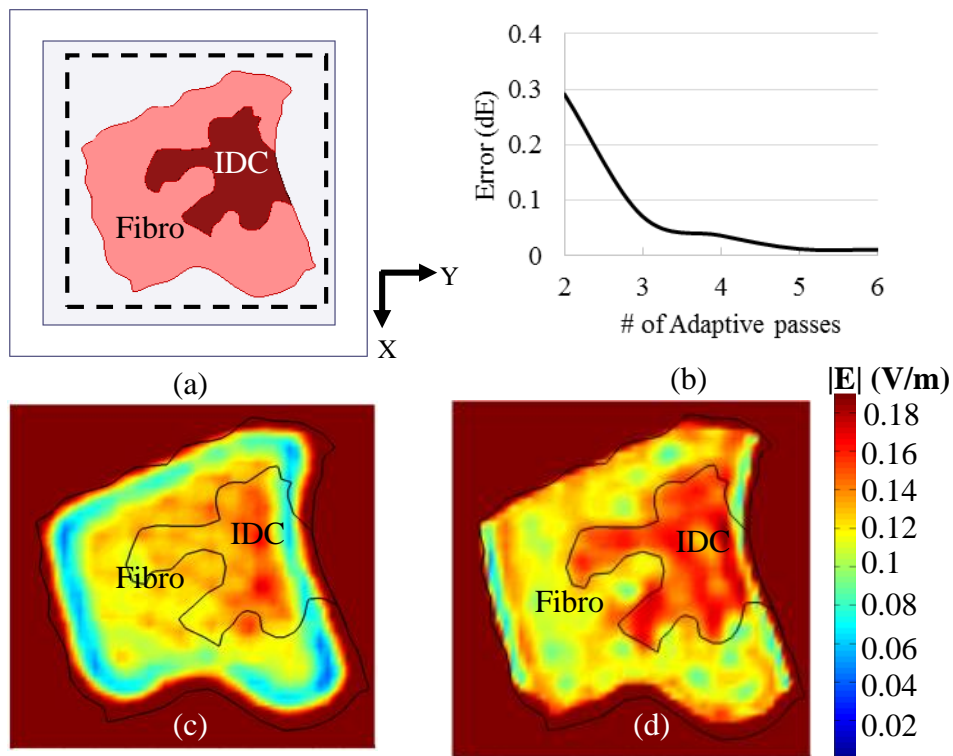 IDC
Fibro
Y
X
(a)
0.4
0.3
0.2
0.1
0
Error (dE)
2 3 4 5 6
# of Adaptive passes
(b)
|E| (V/m)
IDC
Fibro
(c)
IDC
Fibro
(d)
0.18
0.16
0.14
0.12
0.1
0.08
0.06
0.04
0.02